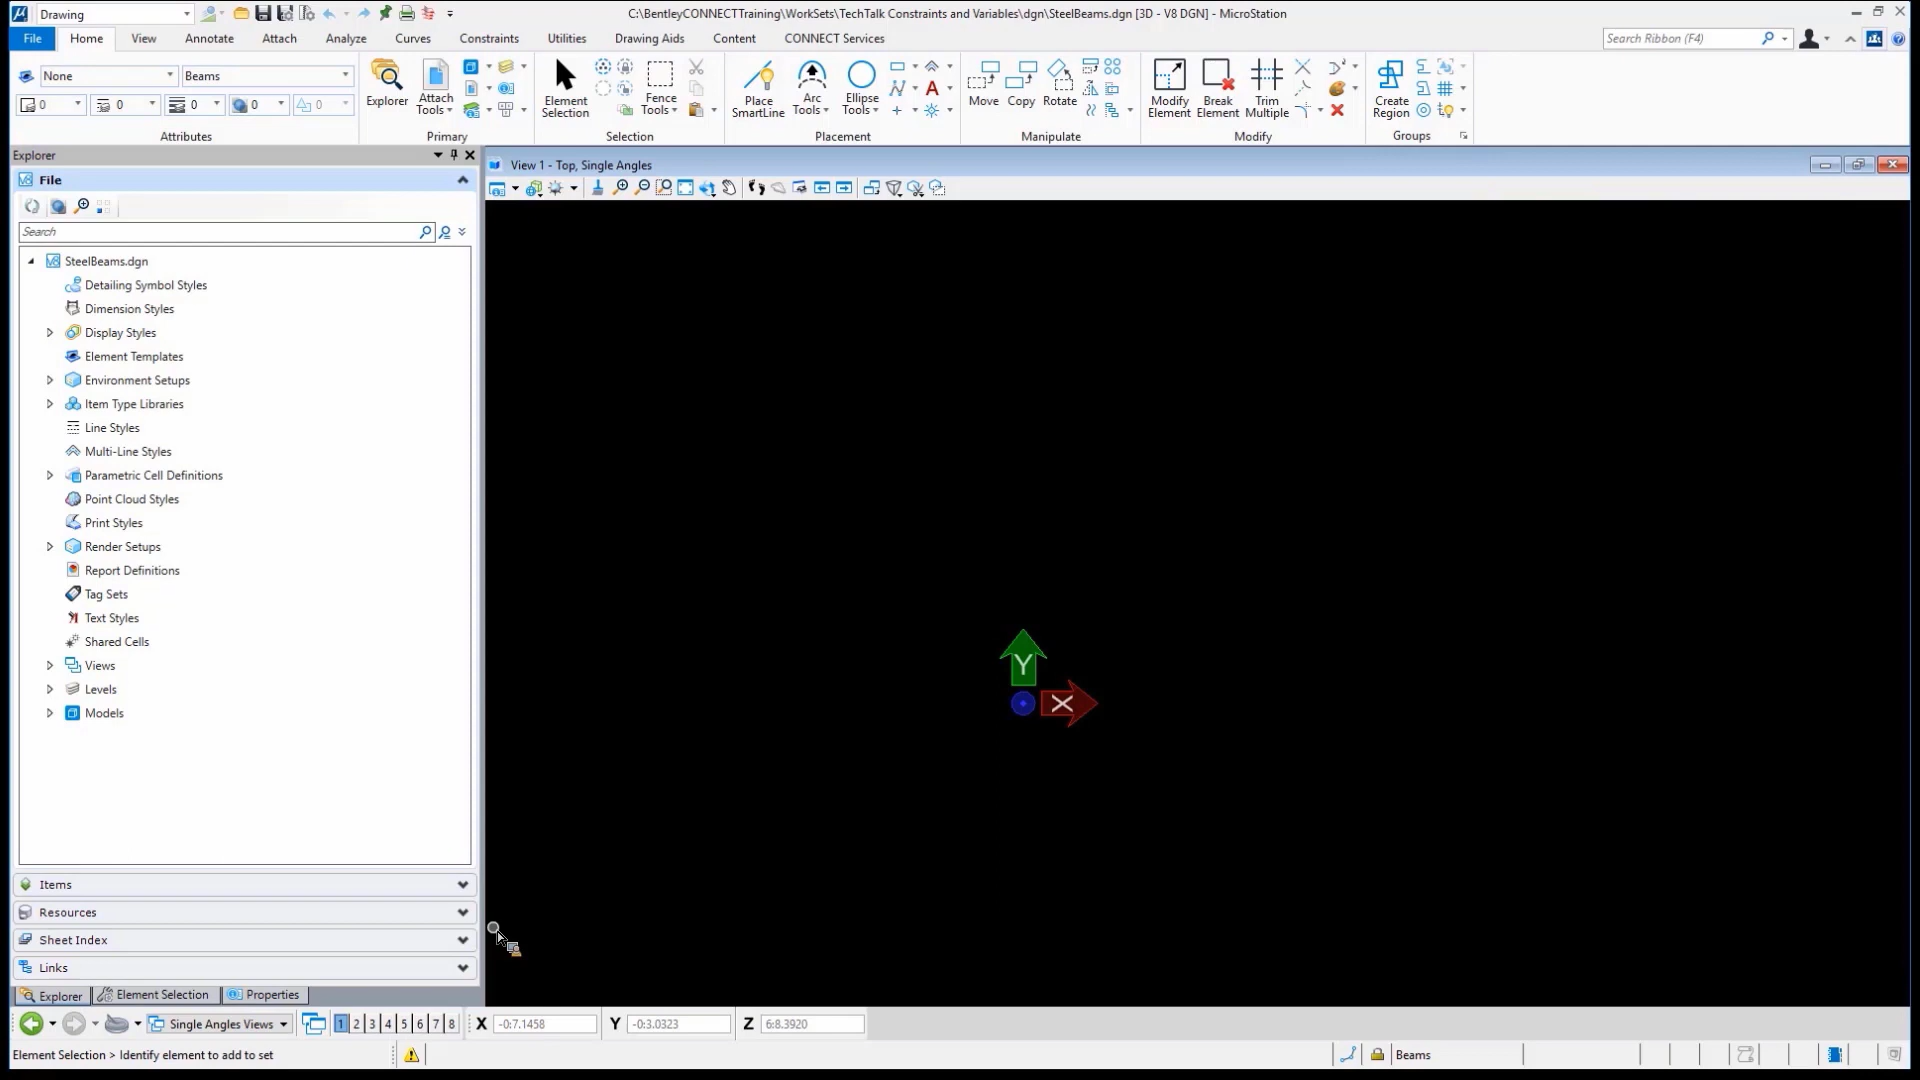 Drawing
C:\BentleyCONNECTTraining\WorkSets\TechTalk Constraints and Variables\dgn\SteelBeams.dgn [3D - V8 DGN] - MicroStation
File Home View Annotate Attach Analyze Curves Constraints Utilities Drawing Aids Content CONNECT Services Search Ribbon (F4)
None Beams
0 0 0 0 0
Explorer Attach Tools Element Selection Fence Tools Place SmartLine Arc Tools Ellipse Tools Move Copy Rotate Modify Element Break Element Trim Multiple Create Region
Attributes Primary Selection Placement Manipulate Modify Groups
Explorer
File
View 1 - Top, Single Angles
Search
SteelBeams.dgn
Detailing Symbol Styles
Dimension Styles
Display Styles
Element Templates
Environment Setups
Item Type Libraries
Line Styles
Multi-Line Styles
Parametric Cell Definitions
Point Cloud Styles
Print Styles
Render Setups
Report Definitions
Tag Sets
Text Styles
Shared Cells
Views
Levels
Models
Y
X
Items
Resources
Sheet Index
Links
Explorer Element Selection Properties
Single Angles Views 1 2 3 4 5 6 7 8 X -0:7.1458 Y -0:3.0323 Z 6:8.3920
Element Selection > Identify element to add to set Beams